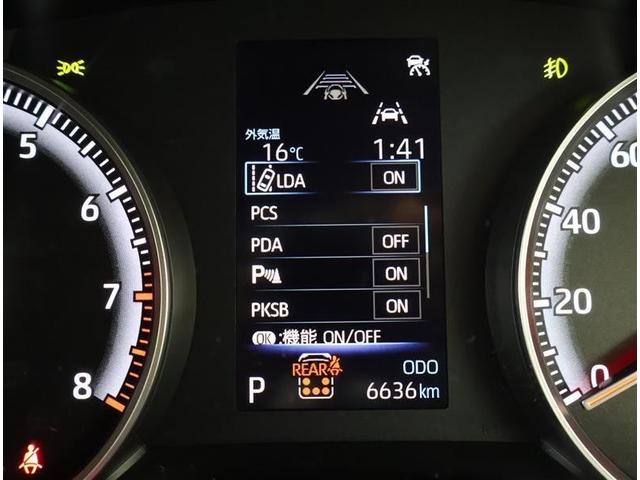 外気温
16℃ 1:41
LDA ON
PCS
PDA OFF
P ON
PKSB ON
OK :機能 ON/OFF
REAR
ODO
P 6636km
5
6
7
8
60
40
20
0